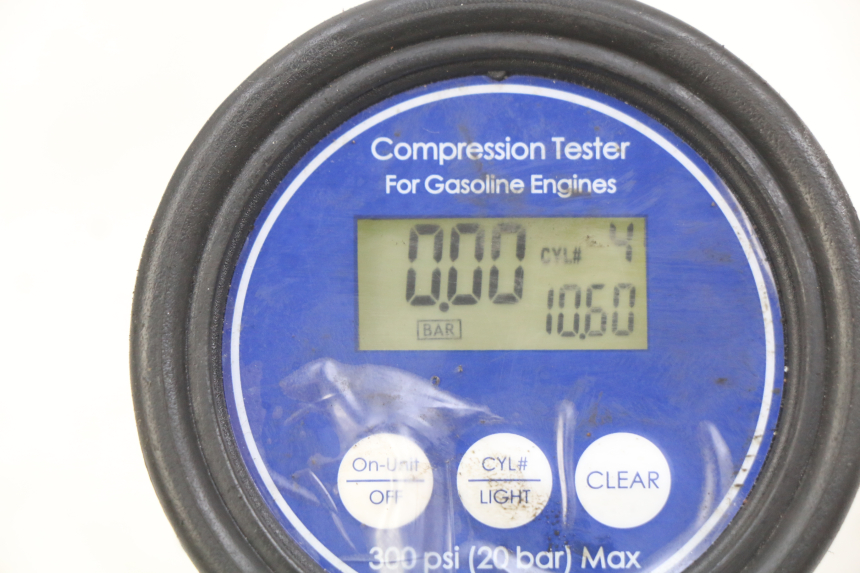 Compression Tester
For Gasoline Engines
0.00 CYL# 4
BAR 10.60
On-Unit CYL# CLEAR
OFF LIGHT
300 psi (20 bar) Max